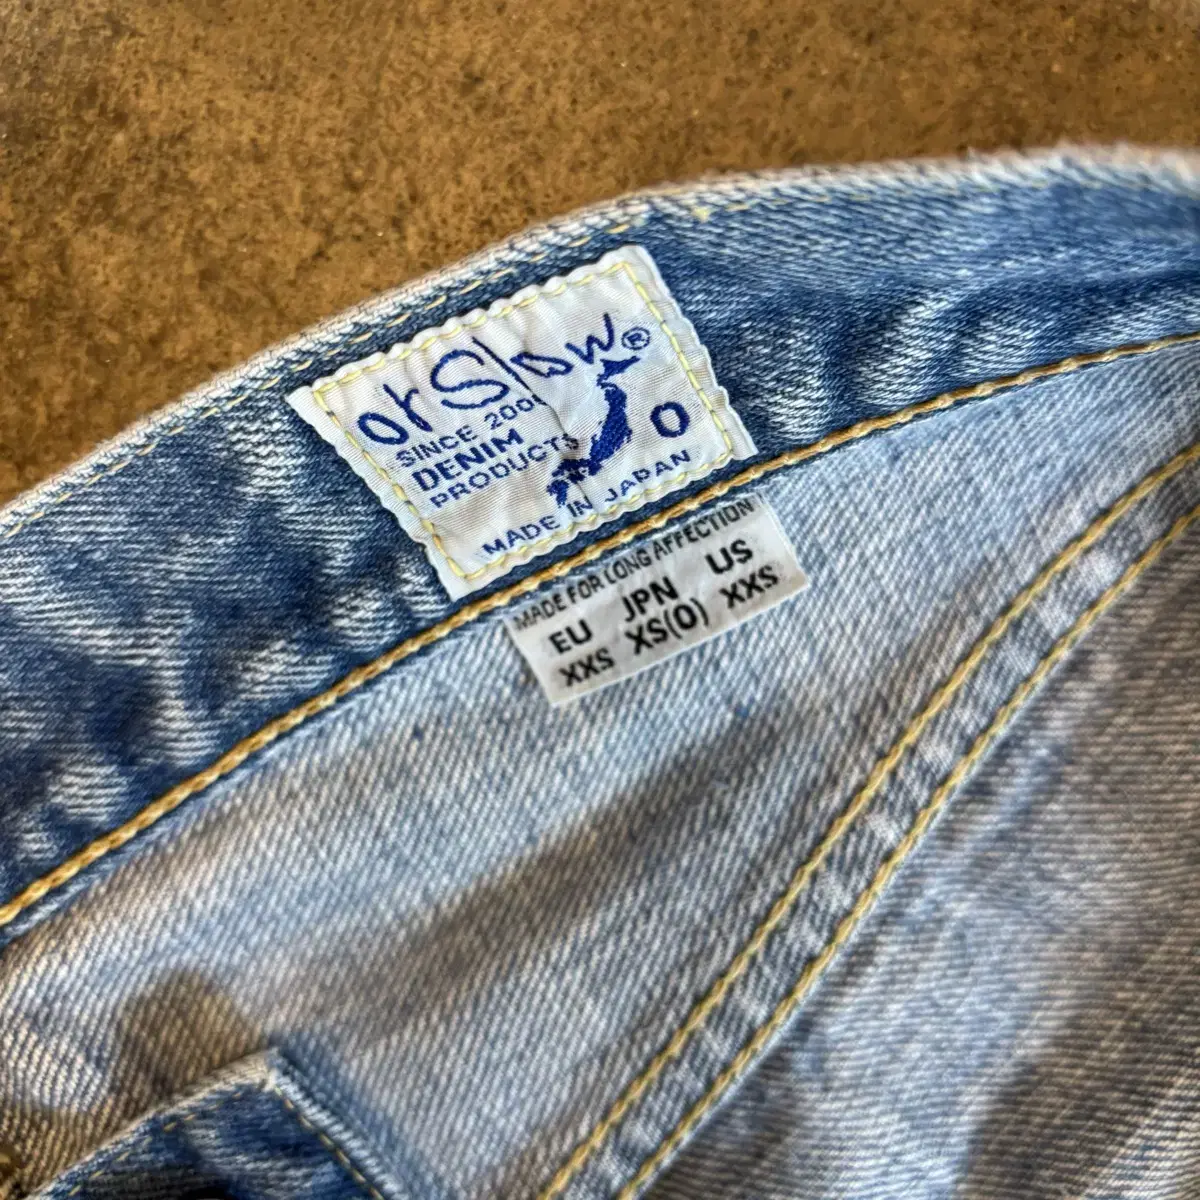 orSlow®
SINCE 2005
DENIM
PRODUCTS
0
MADE IN JAPAN
MADE FOR LONG AFFECTION
EU JPN US
XXS XS(0) XXS